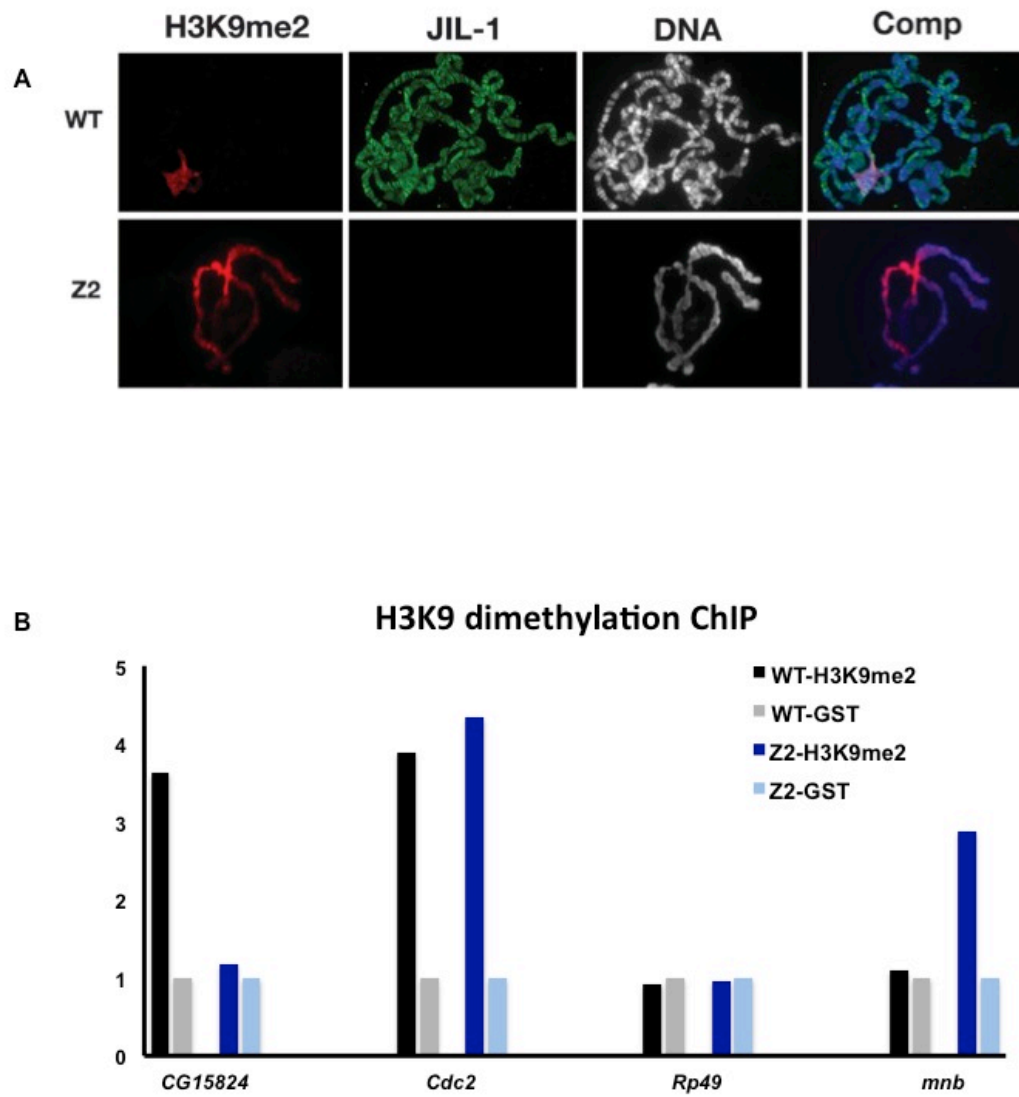 H3K9me2 JIL-1 DNA Comp
A
WT
Z2
B
H3K9 dimethylation ChIP
5
4
3
2
1
0
WT-H3K9me2
WT-GST
Z2-H3K9me2
Z2-GST
CG15824 Cdc2 Rp49 mnb